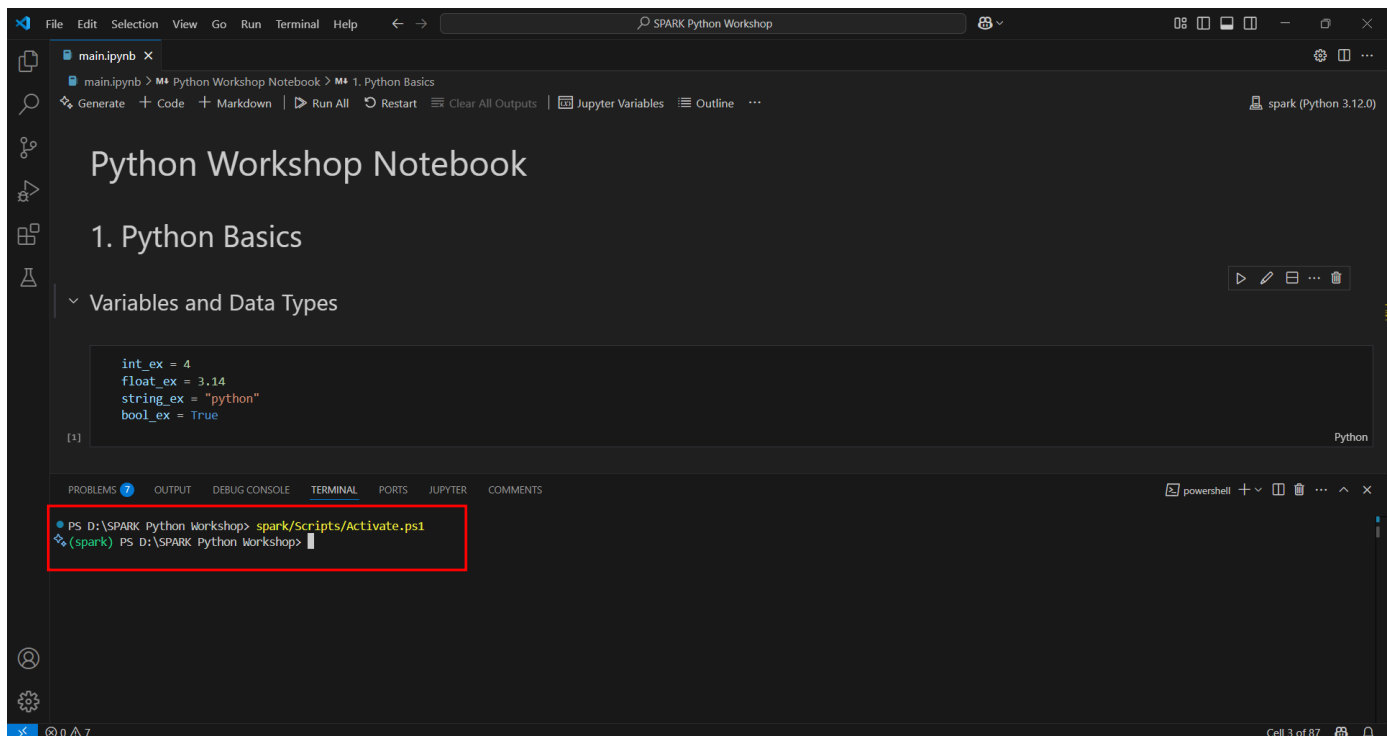 File Edit Selection View Go Run Terminal Help
SPARK Python Workshop
main.ipynb
main.ipynb > M↓ Python Workshop Notebook > M↓ 1. Python Basics
Generate + Code + Markdown | Run All Restart Clear All Outputs | Jupyter Variables Outline ...
spark (Python 3.12.0)
Python Workshop Notebook
1. Python Basics
Variables and Data Types
int_ex = 4
float_ex = 3.14
string_ex = "python"
bool_ex = True
[1]
Python
PROBLEMS 7 OUTPUT DEBUG CONSOLE TERMINAL PORTS JUPYTER COMMENTS
powershell
PS D:\SPARK Python Workshop> spark/Scripts/Activate.ps1
(spark) PS D:\SPARK Python Workshop>
0 7
Cell 3 of 87